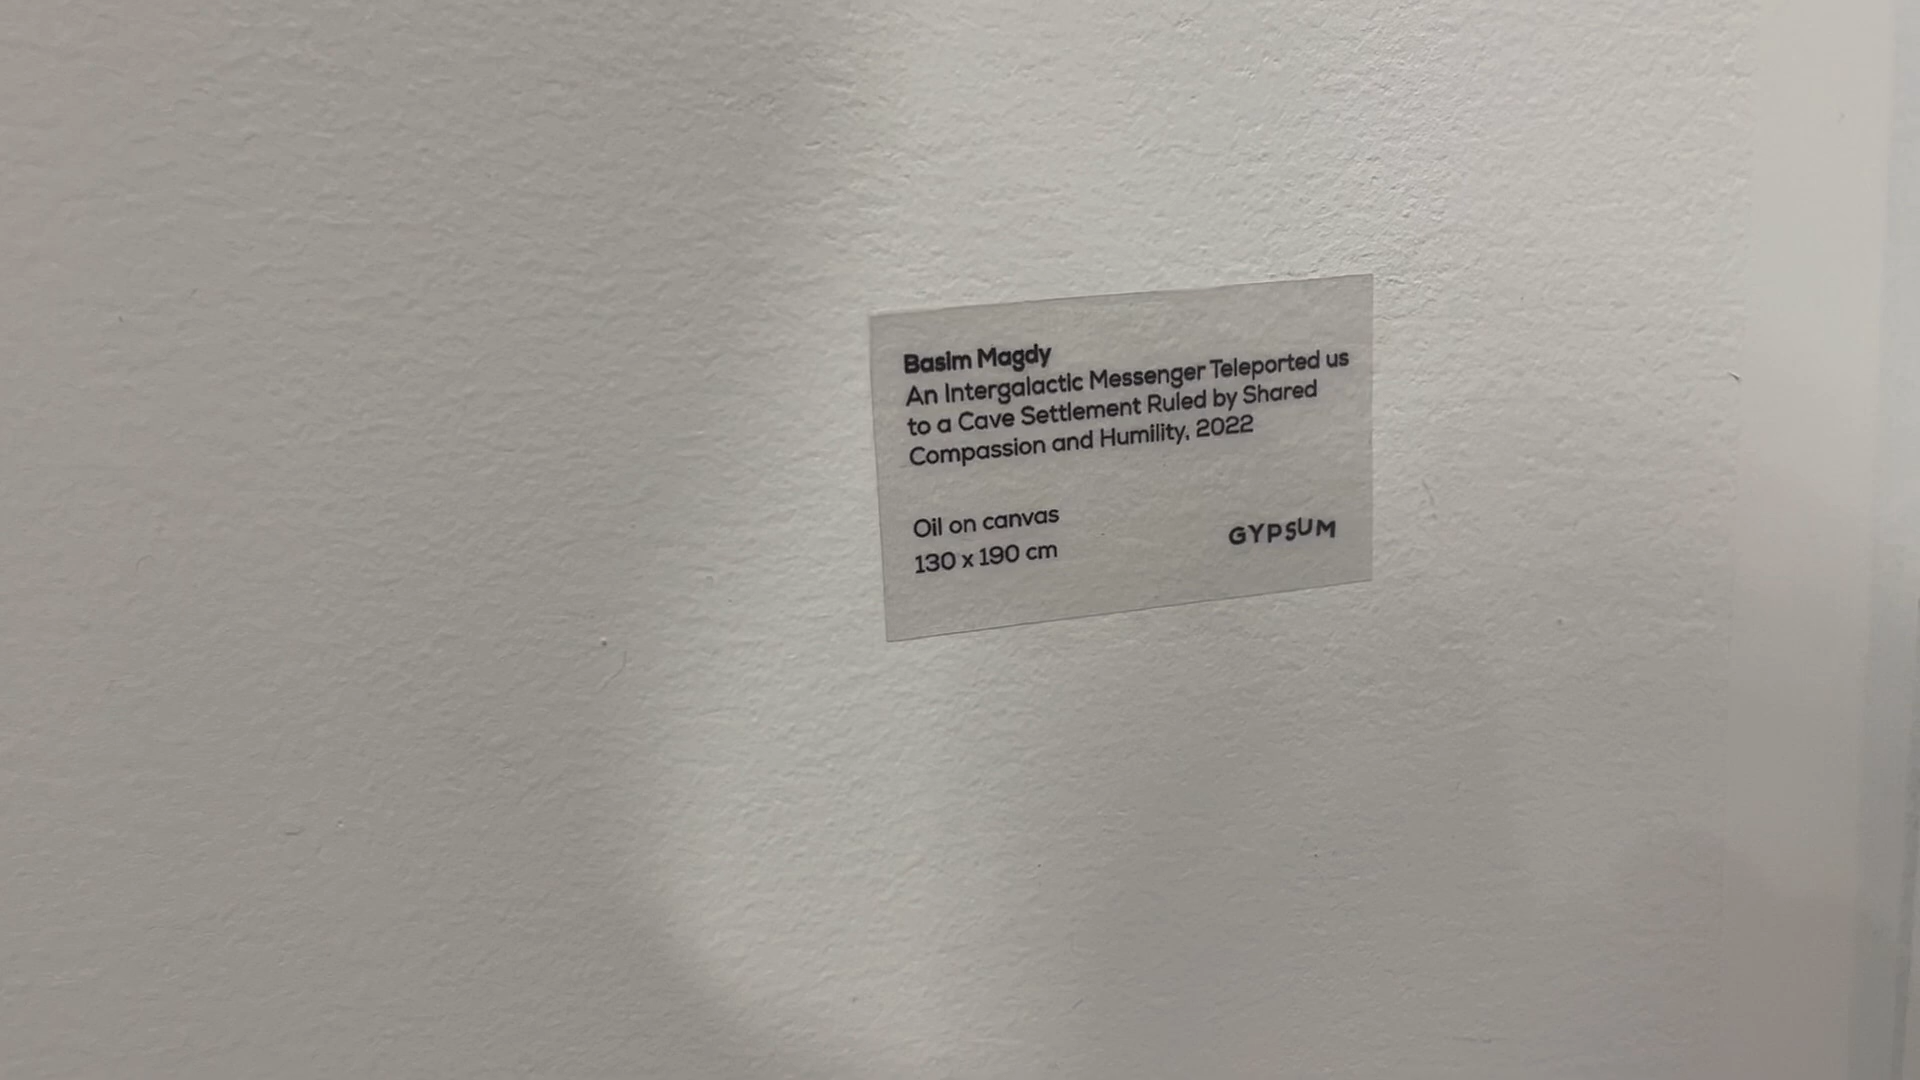 Basim Magdy
An Intergalactic Messenger Teleported us
to a Cave Settlement Ruled by Shared
Compassion and Humility, 2022
Oil on canvas
130 x 190 cm
GYPSUM